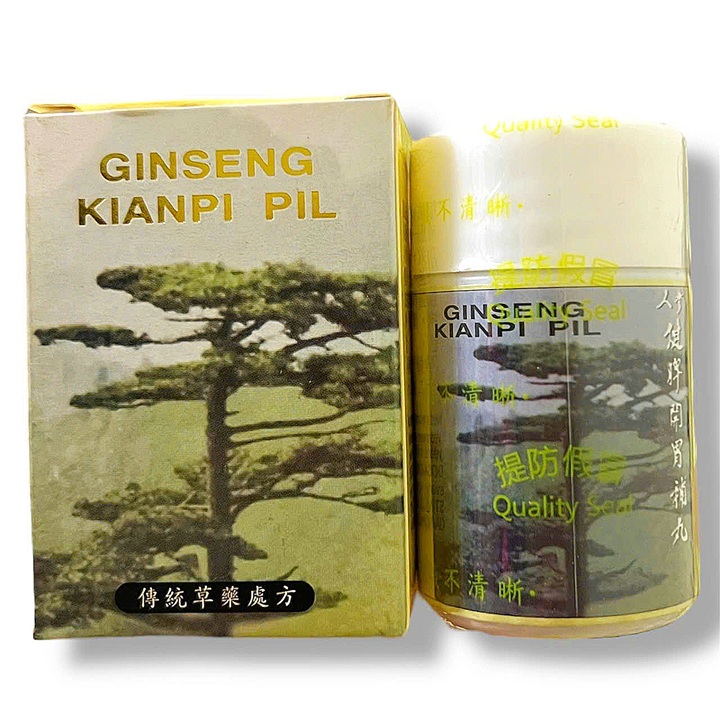 GINSENG
KIANPI PIL
傳統草藥處方
Quality Seal
不清晰。
提防假冒
Quality Seal
GINSENG
KIANPI PIL
人參健脾開胃補丸
不清晰。
提防假冒
Quality Seal
不清晰。